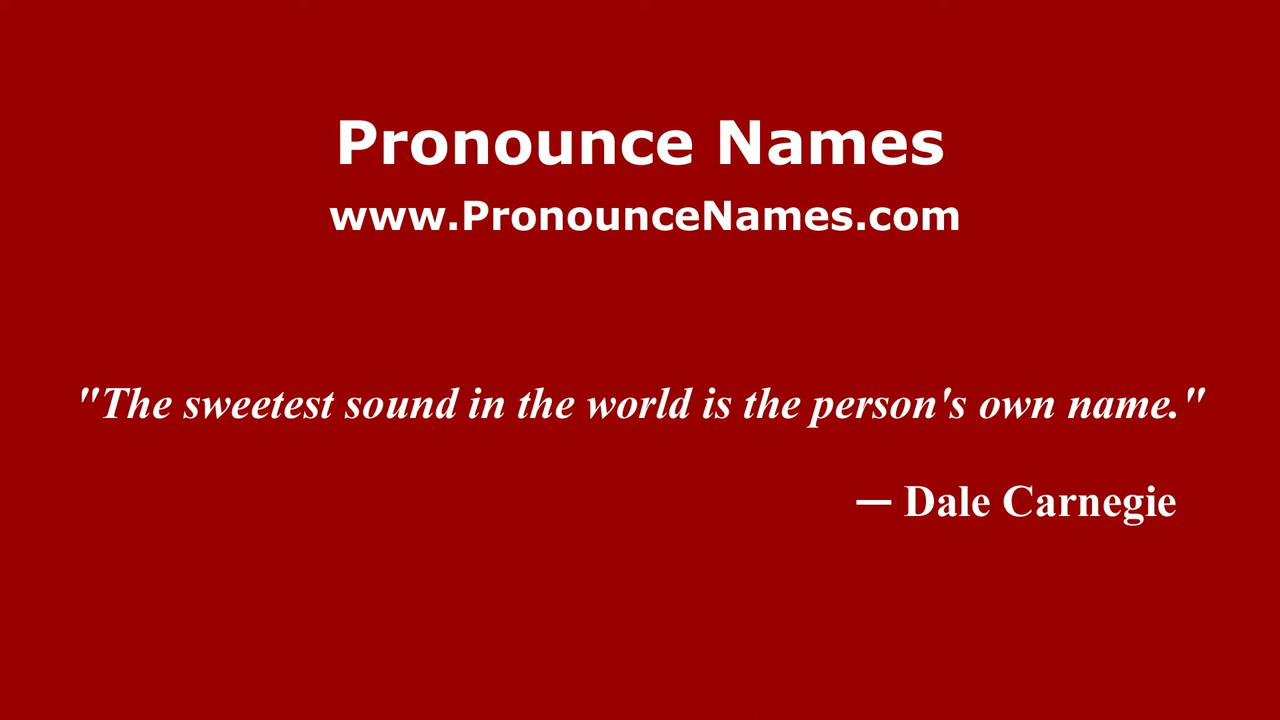 Pronounce Names
www.PronounceNames.com
"The sweetest sound in the world is the person's own name."
— Dale Carnegie